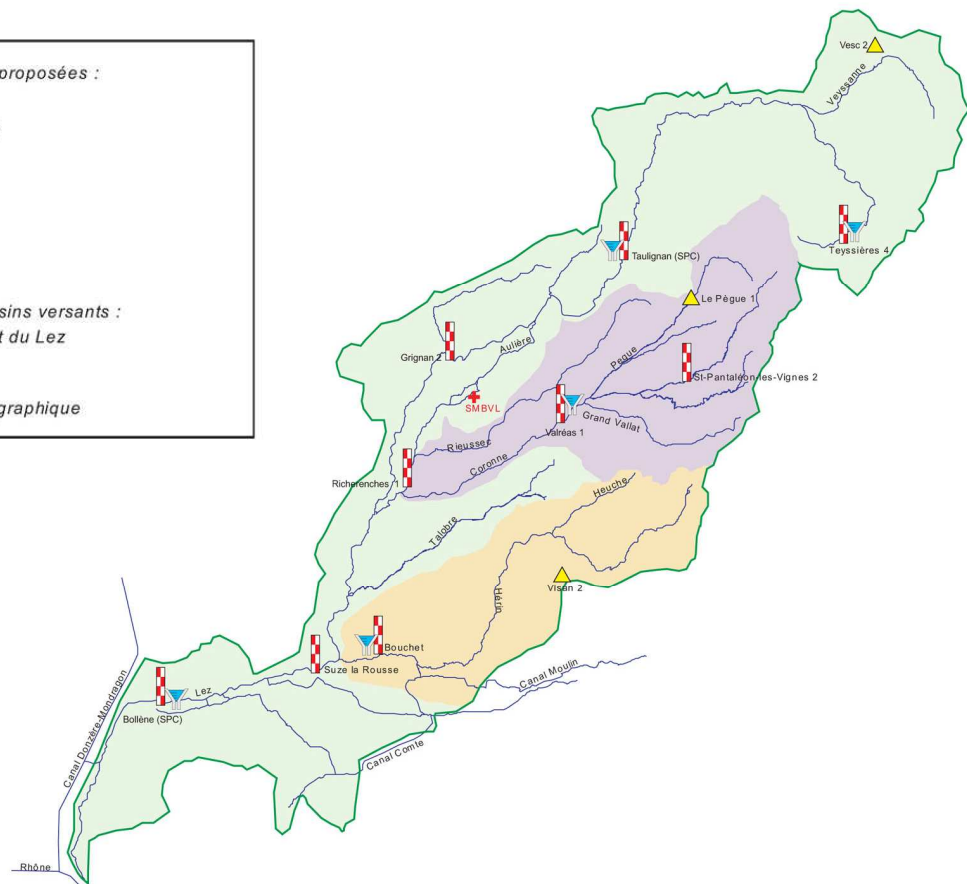 proposées :
sins versants :
t du Lez
graphique
Vesc 2
Veyssanne
Teyssières 4
Taulignan (SPC)
Le Pègue 1
Grignan 2
Aulière
Pegue
St-Pantaléon-les-Vignes 2
SMBVL
Valréas 1
Grand Vallat
Rieussec
Coronne
Richerenches 1
Heuche
Talobre
Visan 2
Hérin
Bouchet
Suze la Rousse
Canal Moulin
Lez
Bollène (SPC)
Canal Comte
Canal Donzère-Mondragon
Rhône